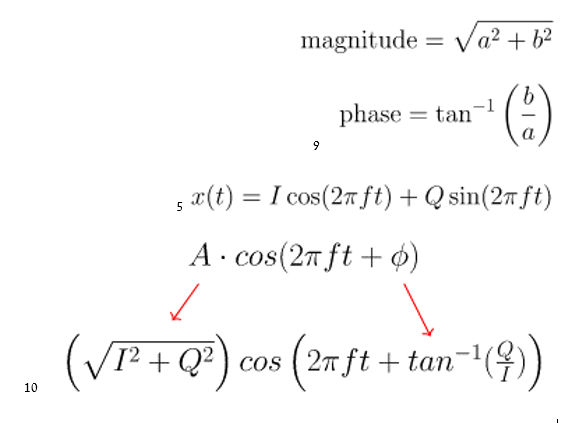 magnitude = √(a² + b²)
phase = tan⁻¹ (b/a)
9
5 x(t) = I cos(2πft) + Q sin(2πft)
A · cos(2πft + ϕ)
(√(I² + Q²)) cos (2πft + tan⁻¹(Q/I))
10